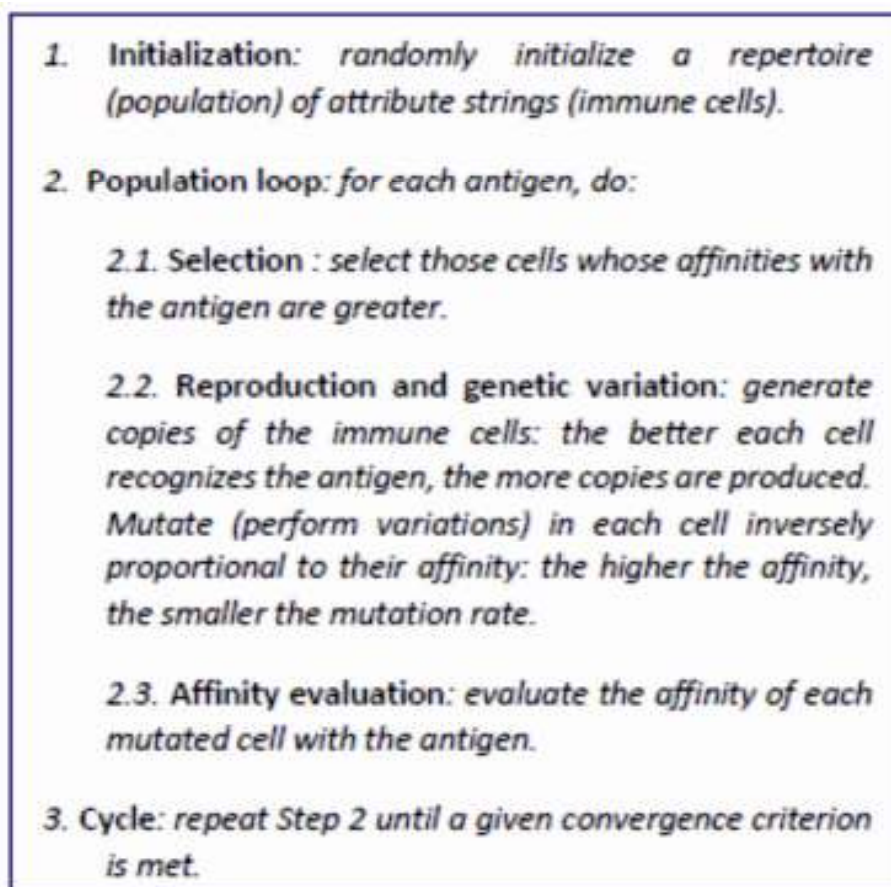 1. Initialization: randomly initialize a repertoire
(population) of attribute strings (immune cells).
2. Population loop: for each antigen, do:
2.1. Selection : select those cells whose affinities with
the antigen are greater.
2.2. Reproduction and genetic variation: generate
copies of the immune cells: the better each cell
recognizes the antigen, the more copies are produced.
Mutate (perform variations) in each cell inversely
proportional to their affinity: the higher the affinity,
the smaller the mutation rate.
2.3. Affinity evaluation: evaluate the affinity of each
mutated cell with the antigen.
3. Cycle: repeat Step 2 until a given convergence criterion
is met.